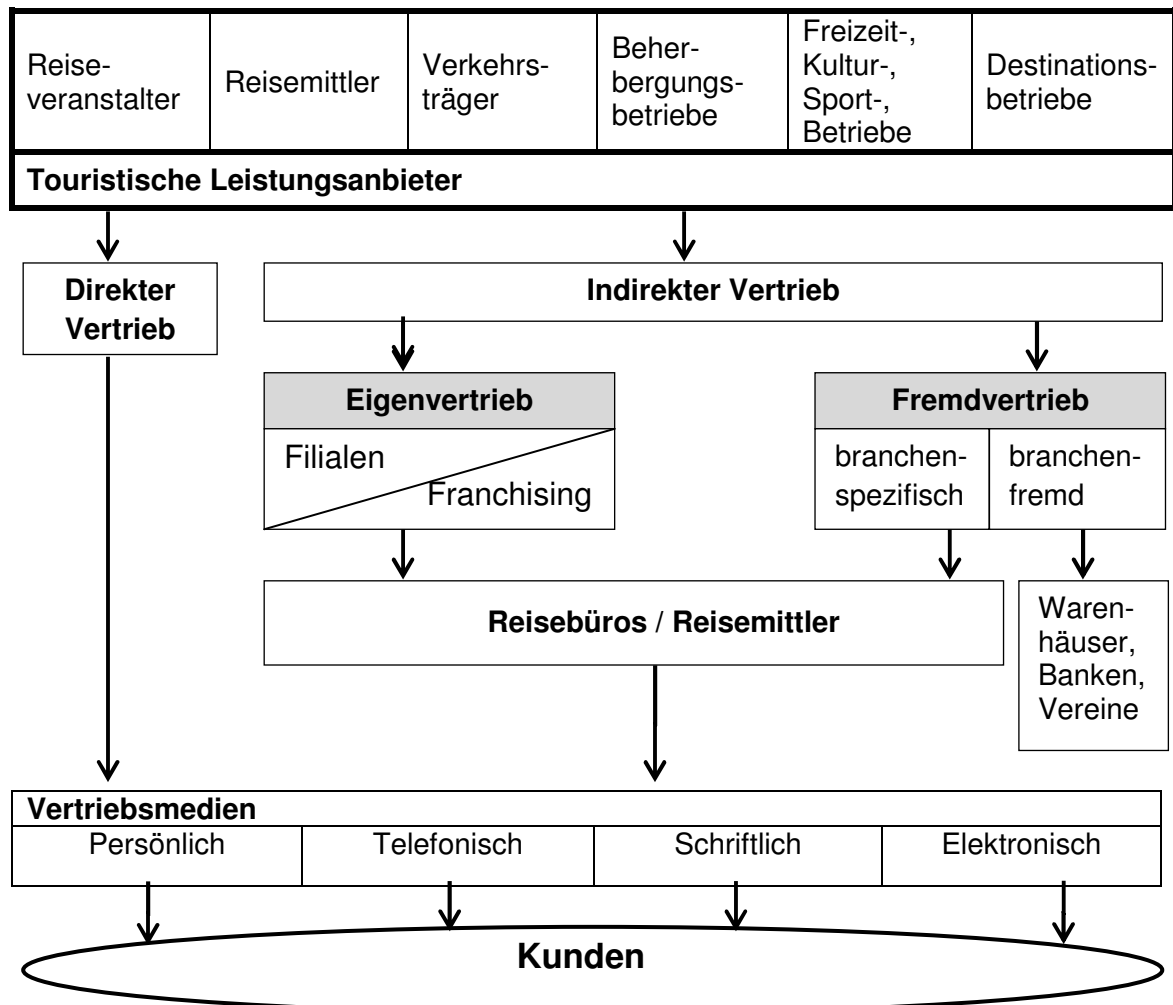 Reise-
veranstalter
Reisemittler
Verkehrs-
träger
Beher-
bergungs-
betriebe
Freizeit-,
Kultur-,
Sport-,
Betriebe
Destinations-
betriebe
Touristische Leistungsanbieter
Direkter
Vertrieb
Indirekter Vertrieb
Eigenvertrieb
Filialen
Franchising
Fremdvertrieb
branchen-
spezifisch
branchen-
fremd
Reisebüros / Reisemittler
Waren-
häuser,
Banken,
Vereine
Vertriebsmedien
Persönlich
Telefonisch
Schriftlich
Elektronisch
Kunden